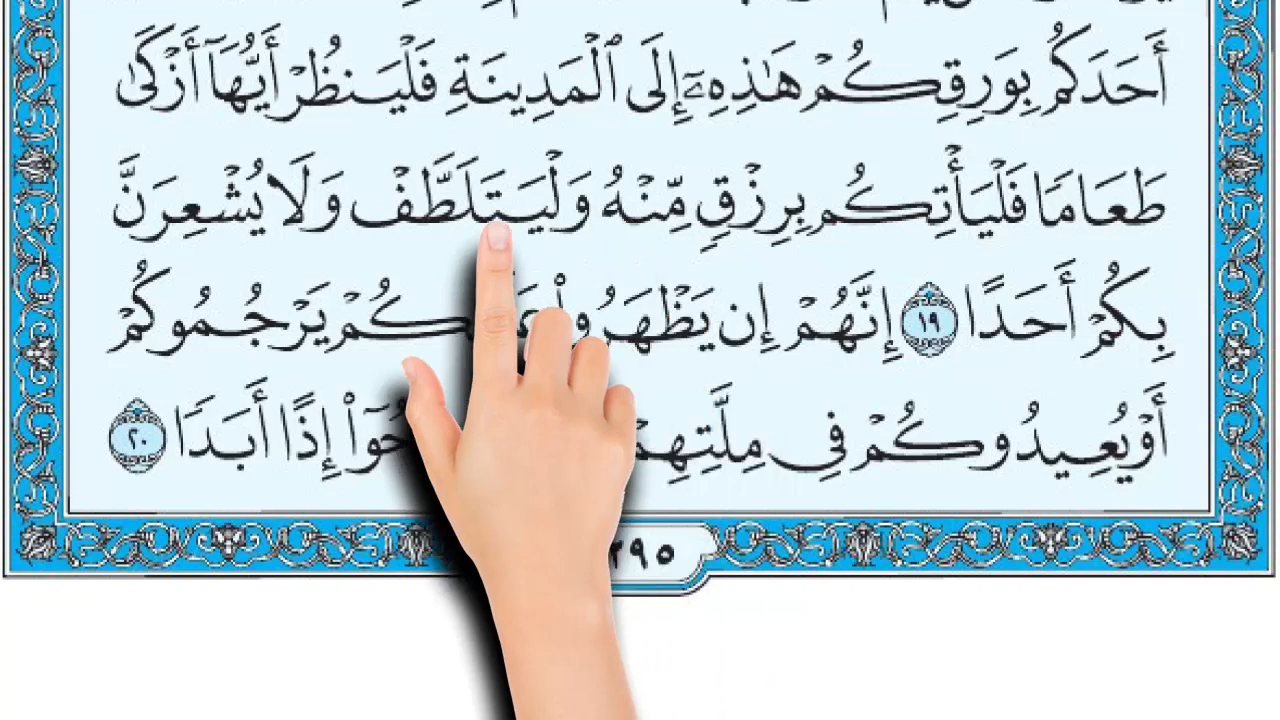 أَحَدَكُم بِوَرِقِكُمْ هَٰذِهِۦٓ إِلَى ٱلْمَدِينَةِ فَلْيَنظُرْ أَيُّهَآ أَزْكَىٰ
طَعَامًا فَلْيَأْتِكُم بِرِزْقٍ مِّنْهُ وَلْيَتَلَطَّفْ وَلَا يُشْعِرَنَّ
بِكُمْ أَحَدًا ١٩ إِنَّهُمْ إِن يَظْهَرُوا۟ عَلَيْكُمْ يَرْجُمُوكُمْ
أَوْ يُعِيدُوكُمْ فِى مِلَّتِهِمْ إِذًا أَبَدًا ٢٠
٢٩٥